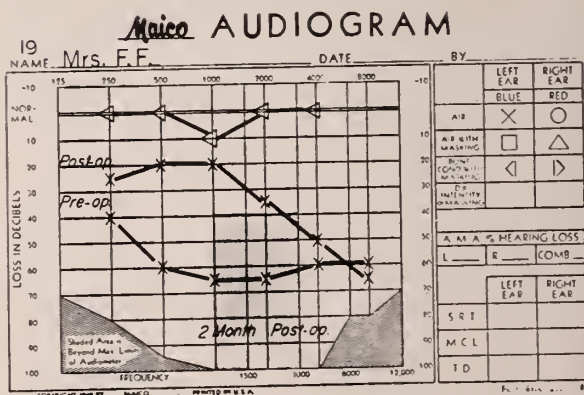 Maico AUDIOGRAM
19
NAME Mrs. F.F. DATE BY
125 250 500 1000 2000 4000 8000
-10 -10
NOR-MAL
10
20
30
40
50
60
70
80
90
100
LOSS IN DECIBELS
Post-op.
Pre-op.
2 Month Post-op.
Shaded Area is
Beyond Max Limits
of Audiometer
FREQUENCY 1500 3000 6000 12,000
PRINTED IN U.S.A.
LEFT EAR RIGHT EAR
BLUE RED
AIR
AIR WITH MASKING
A.M.A. % HEARING LOSS
L R COMB
LEFT EAR RIGHT EAR
S R T
M C L
T D